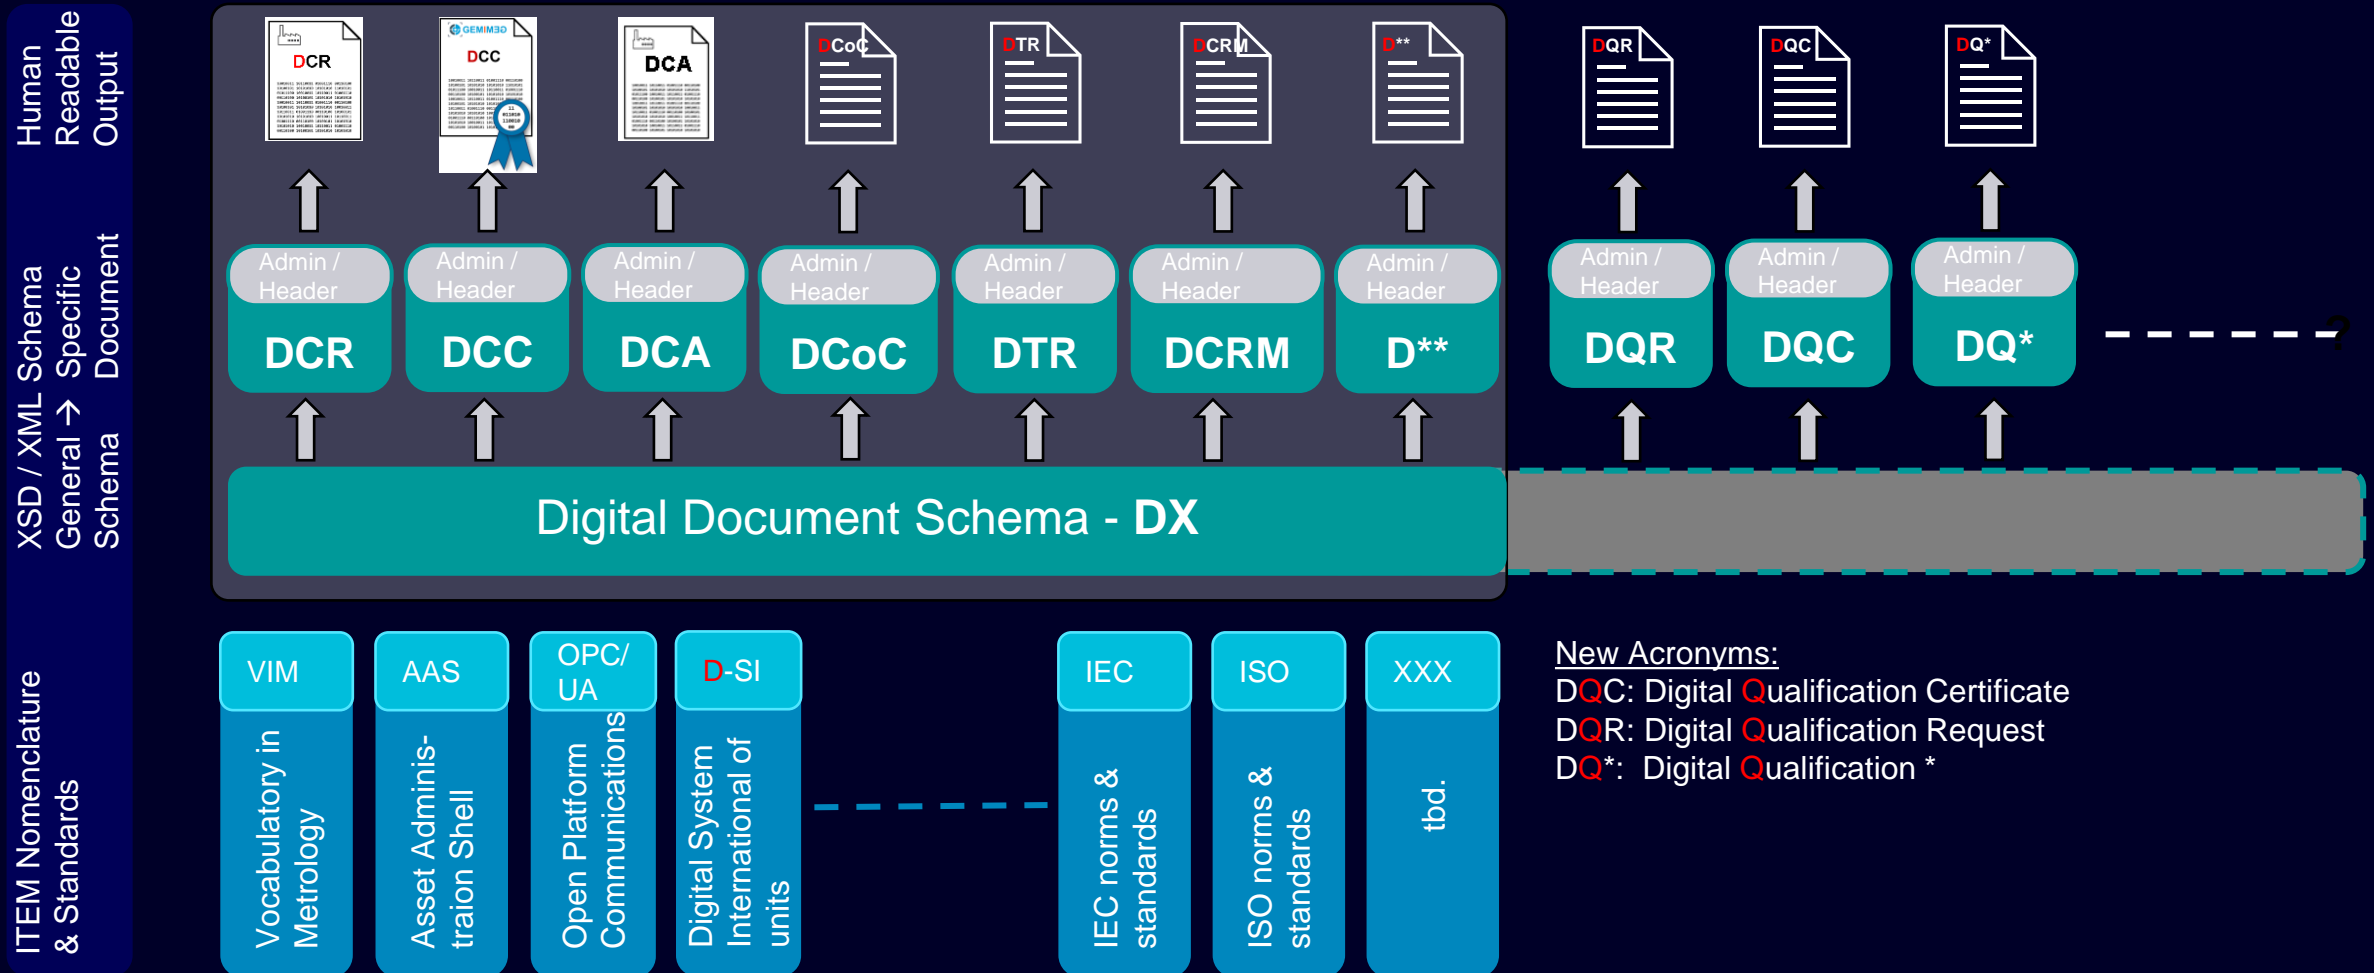 Human
Readable
Output
DCR
GEMIMEG
DCC
DCA
DCoC
DTR
DCRM
D**
DQR
DQC
DQ*
XSD / XML Schema
General → Specific
Schema Document
Admin /
Header
DCR
Admin /
Header
DCC
Admin /
Header
DCA
Admin /
Header
DCoC
Admin /
Header
DTR
Admin /
Header
DCRM
Admin /
Header
D**
Admin /
Header
DQR
Admin /
Header
DQC
Admin /
Header
DQ*
?
Digital Document Schema - DX
ITEM Nomenclature
& Standards
VIM
Vocabulatory in
Metrology
AAS
Asset Adminis-
traion Shell
OPC/
UA
Open Platform
Communications
D-SI
Digital System
International of
units
IEC
IEC norms &
standards
ISO
ISO norms &
standards
XXX
tbd.
New Acronyms:
DQC: Digital Qualification Certificate
DQR: Digital Qualification Request
DQ*: Digital Qualification *